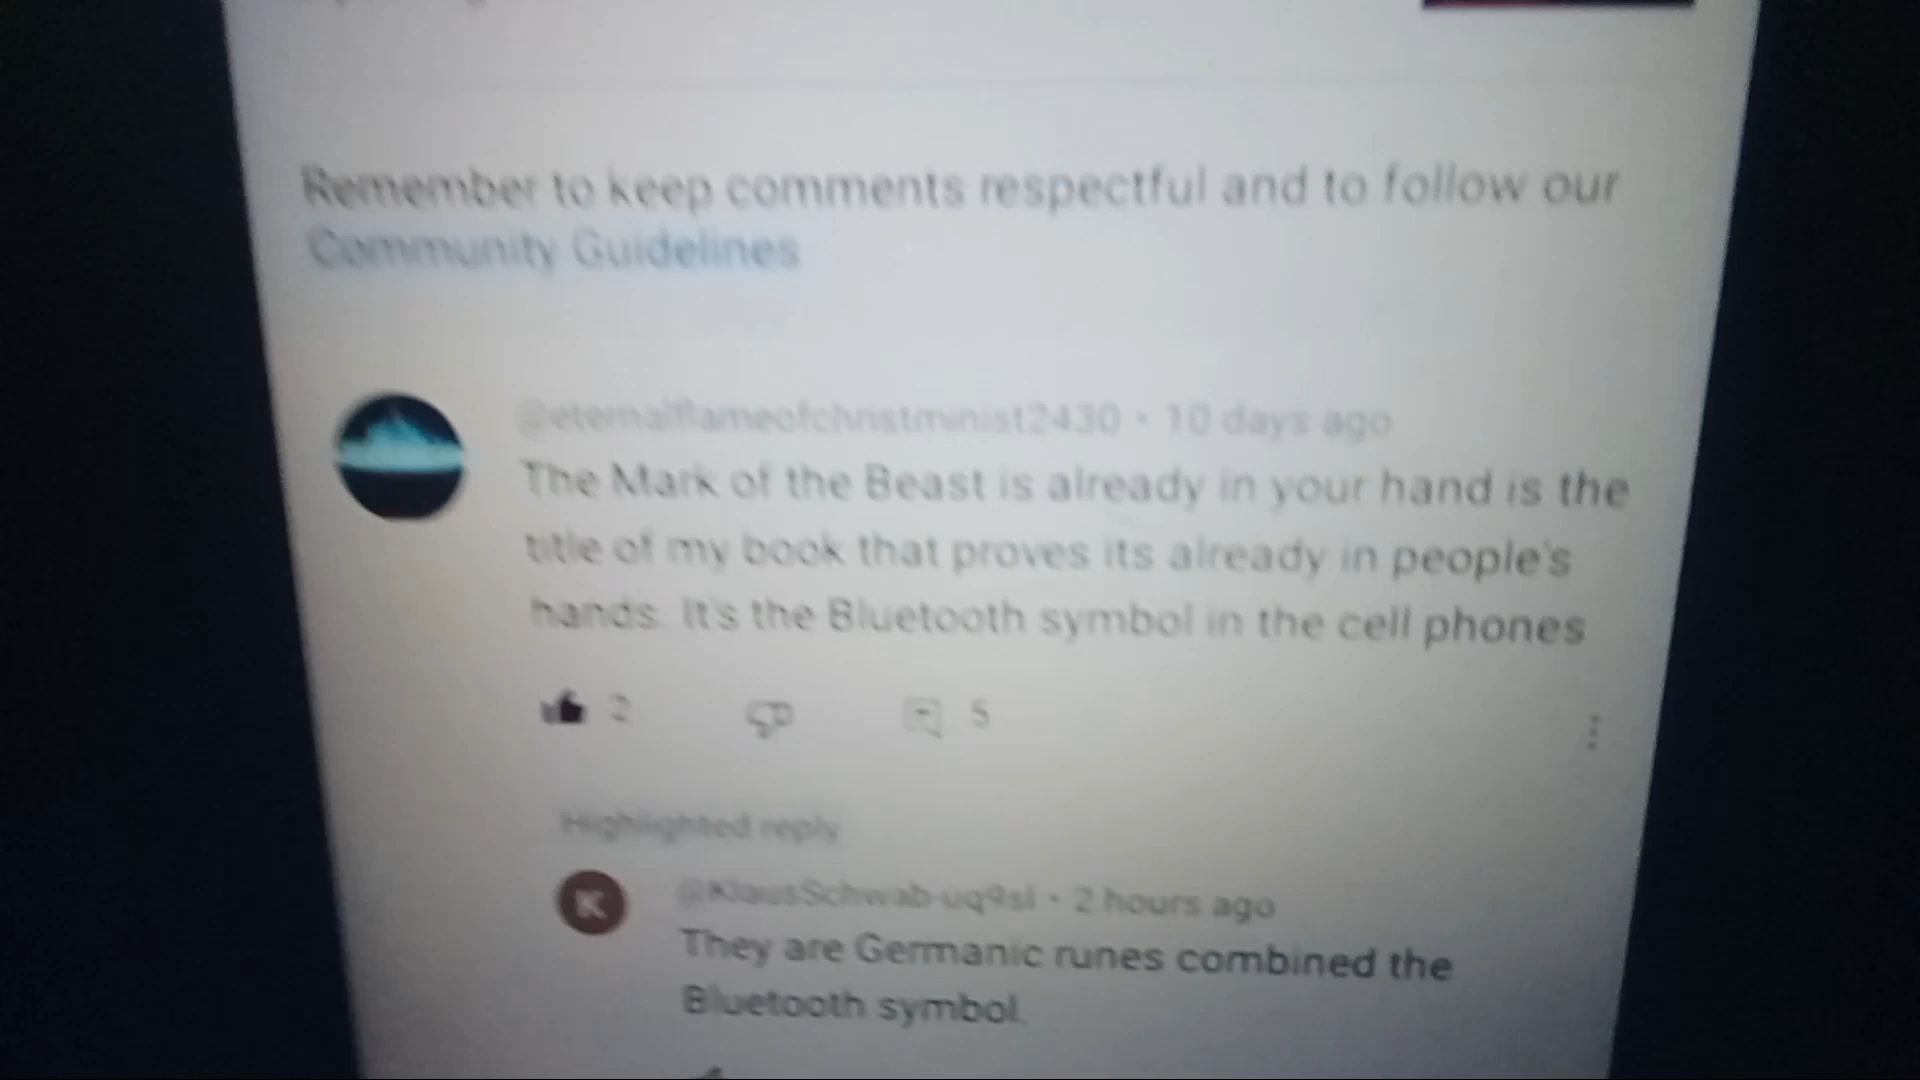 Remember to keep comments respectful and to follow our
Community Guidelines
@eternalflameofchristminist2430 • 10 days ago
The Mark of the Beast is already in your hand is the
title of my book that proves its already in people's
hands. It's the Bluetooth symbol in the cell phones
2
5
Highlighted reply
@KlausSchwab-uq9sl • 2 hours ago
K
They are Germanic runes combined the
Bluetooth symbol.